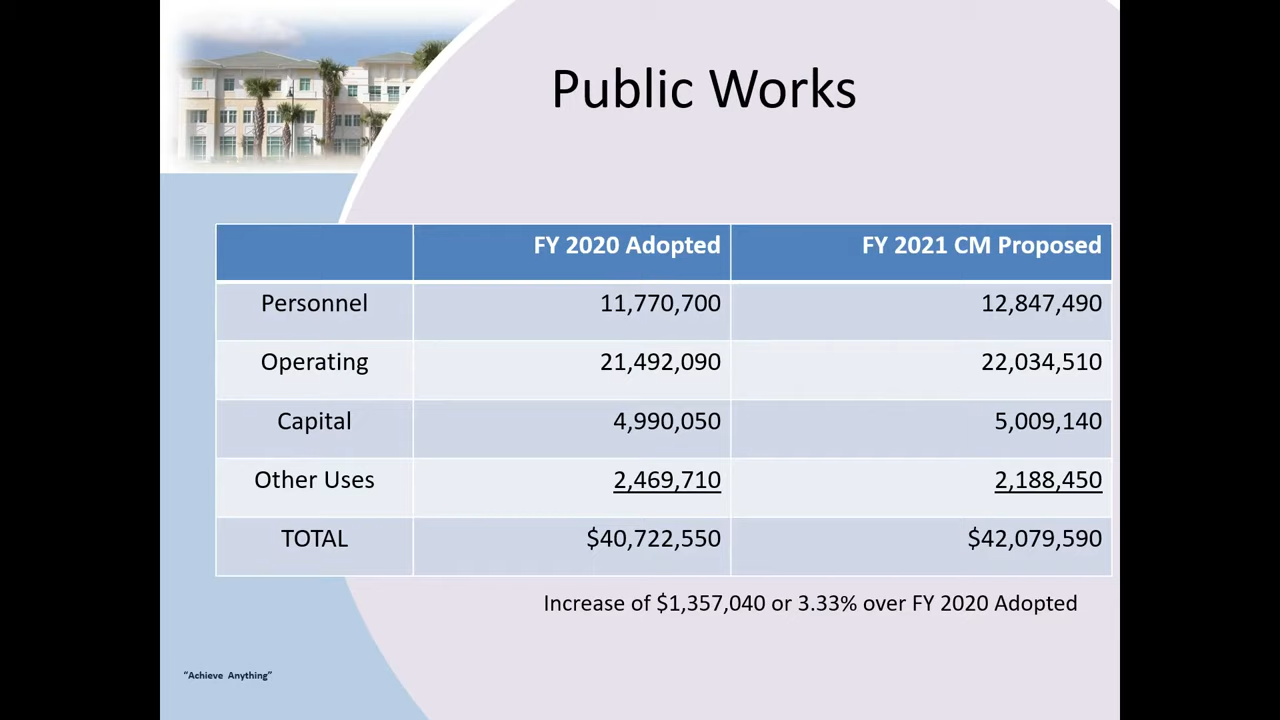 Public Works
FY 2020 Adopted FY 2021 CM Proposed
Personnel 11,770,700 12,847,490
Operating 21,492,090 22,034,510
Capital 4,990,050 5,009,140
Other Uses 2,469,710 2,188,450
TOTAL $40,722,550 $42,079,590
Increase of $1,357,040 or 3.33% over FY 2020 Adopted
“Achieve Anything”